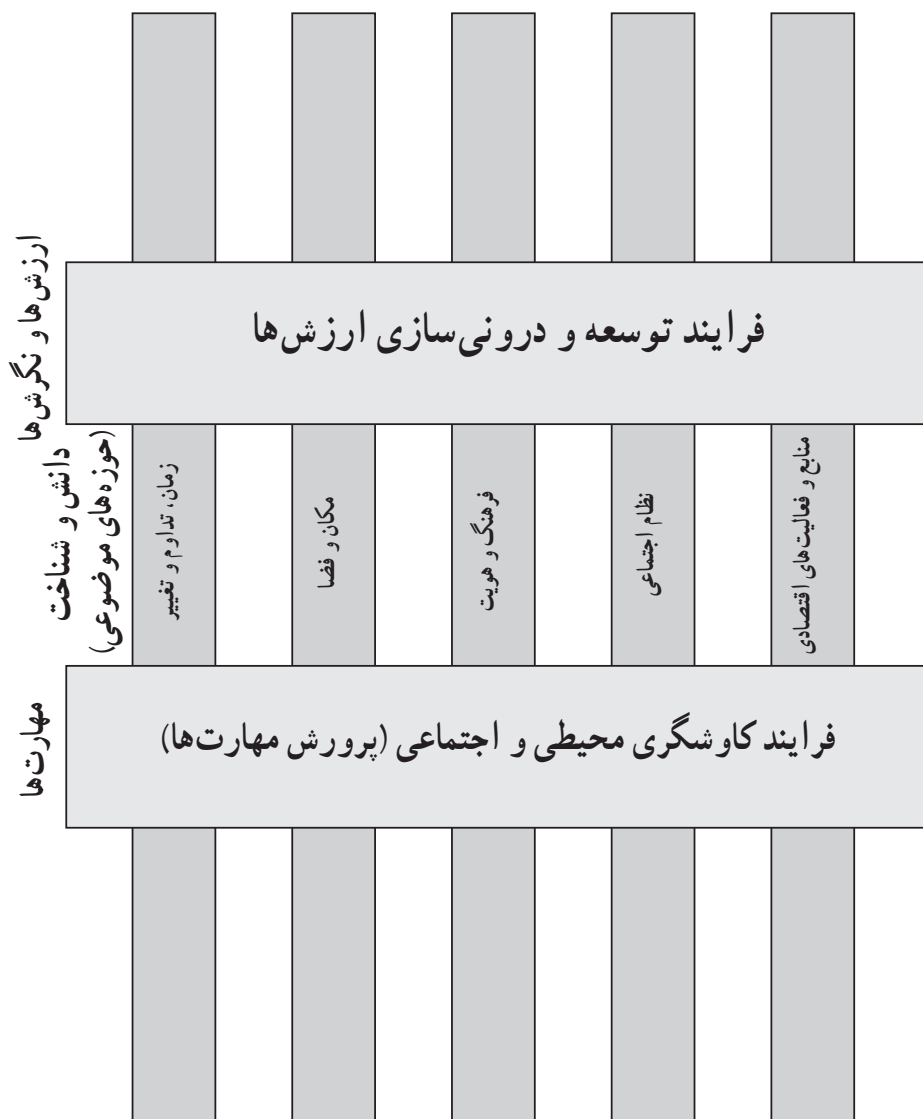 ارزش‌ها و نگرش‌ها
فرایند توسعه و درونی‌سازی ارزش‌ها
دانش و شناخت
(حوزه‌های موضوعی)
زمان، تداوم و تغییر
مکان و فضا
فرهنگ و هویت
نظام اجتماعی
منابع و فعالیت‌های اقتصادی
مهارت‌ها
فرایند کاوشگری محیطی و اجتماعی (پرورش مهارت‌ها)